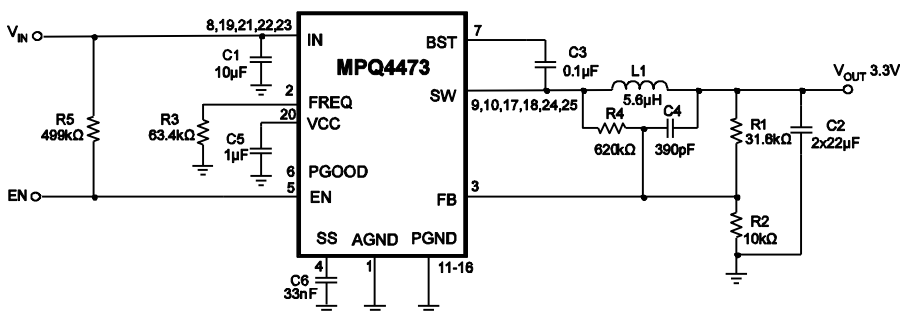 VIN
8,19,21,22,23
IN
MPQ4473
BST
7
C3
0.1µF
C1
10µF
2
FREQ
SW
9,10,17,18,24,25
L1
5.6µH
VOUT 3.3V
R5
499kΩ
R3
63.4kΩ
20
VCC
C5
1µF
R4
620kΩ
C4
390pF
R1
31.6kΩ
C2
2x22µF
6
PGOOD
EN
5
EN
FB
3
R2
10kΩ
SS
AGND
PGND
4
1
11-16
C6
33nF